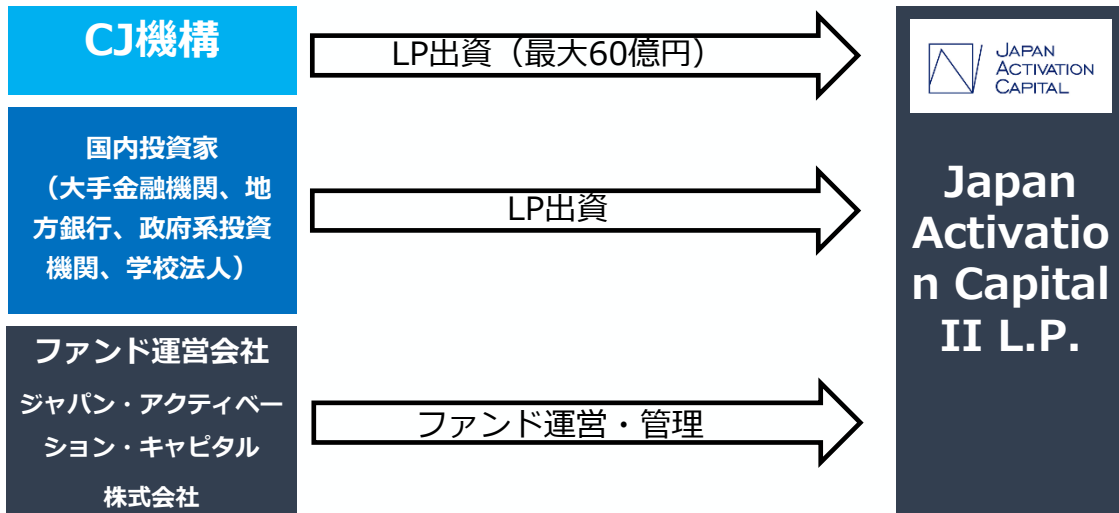 CJ機構
LP出資（最大60億円）
JAPAN
ACTIVATION
CAPITAL
国内投資家
（大手金融機関、地
方銀行、政府系投資
機関、学校法人）
LP出資
Japan
Activatio
n Capital
II L.P.
ファンド運営会社
ジャパン・アクティベー
ション・キャピタル
株式会社
ファンド運営・管理